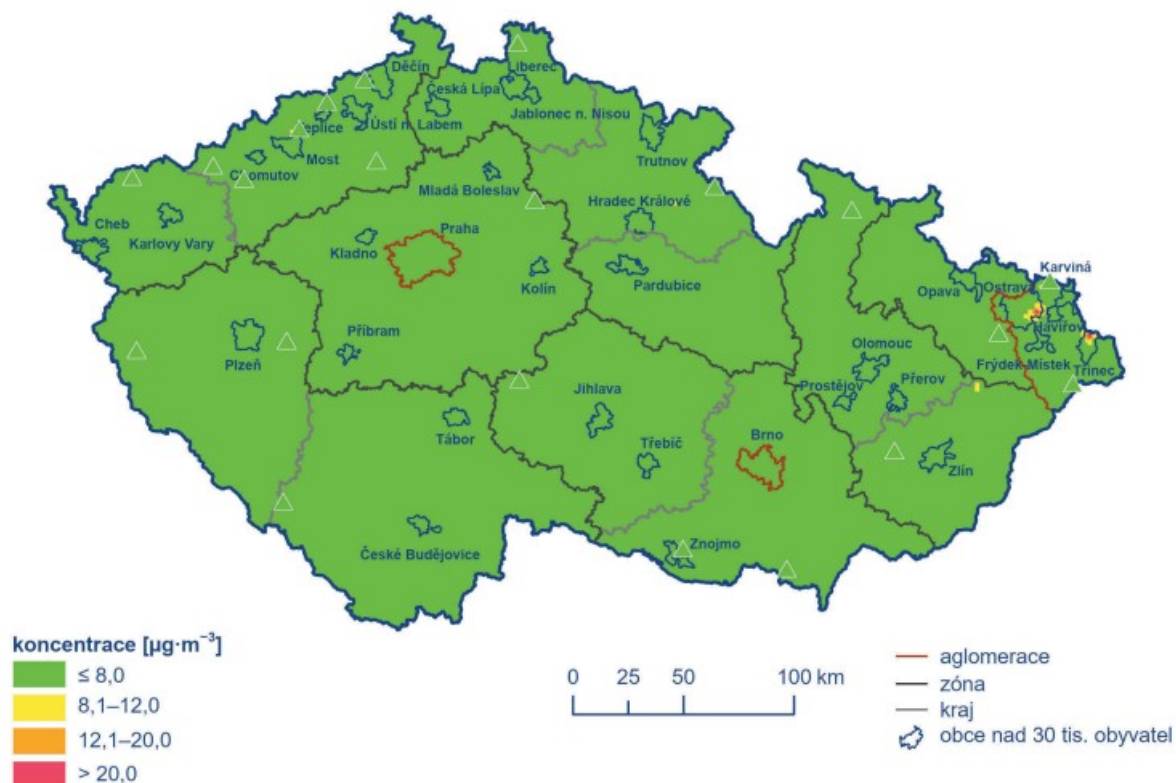 Děčín
Liberec
Česká Lípa
Teplice
Ústí n. Labem
Jablonec n. Nisou
Most
Trutnov
Chomutov
Mladá Boleslav
Cheb
Karlovy Vary
Hradec Králové
Kladno
Praha
Kolín
Pardubice
Karviná
Opava
Ostrava
Havířov
Plzeň
Příbram
Olomouc
Frýdek Místek
Třinec
Prostějov
Přerov
Jihlava
Tábor
Třebíč
Brno
Zlín
České Budějovice
Znojmo
koncentrace [µg·m⁻³]
≤ 8,0
8,1–12,0
12,1–20,0
> 20,0
0 25 50 100 km
aglomerace
zóna
kraj
obce nad 30 tis. obyvatel